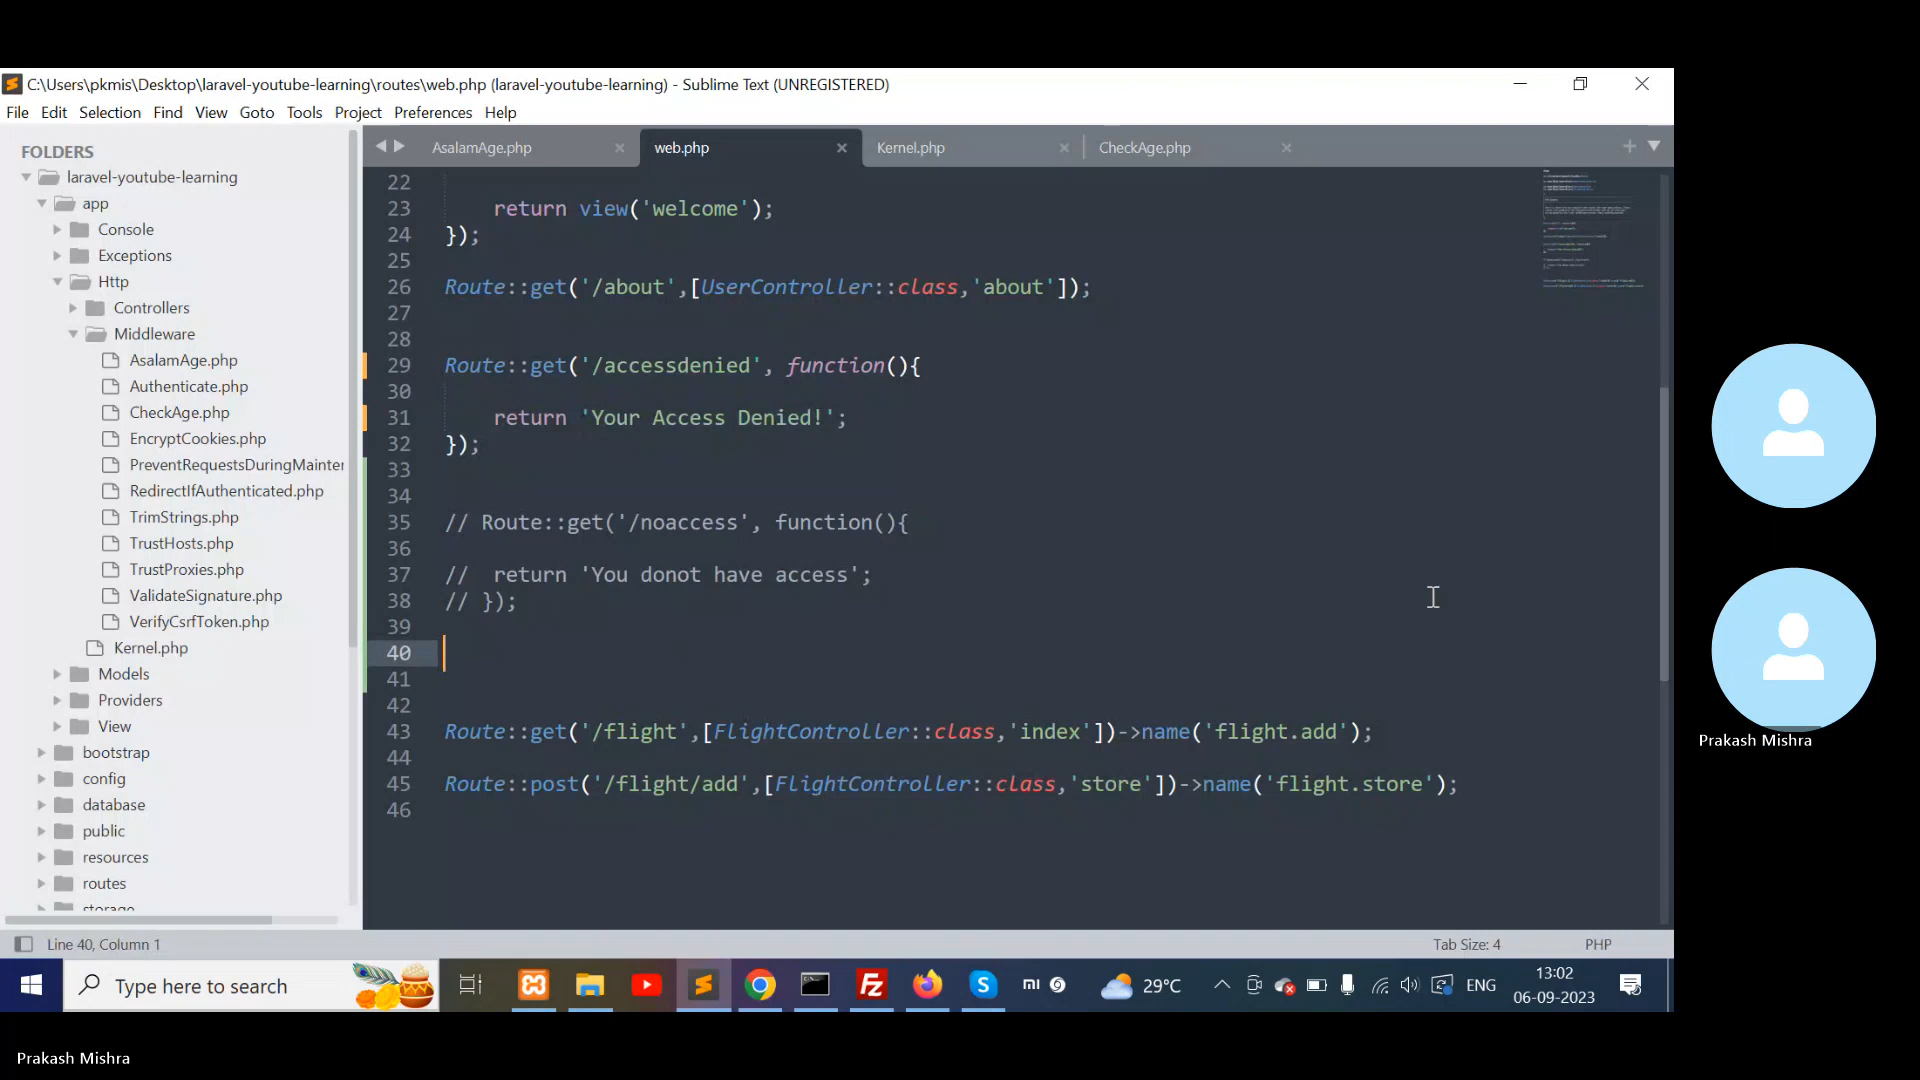 C:\Users\pkmis\Desktop\laravel-youtube-learning\routes\web.php (laravel-youtube-learning) - Sublime Text (UNREGISTERED)
File Edit Selection Find View Goto Tools Project Preferences Help
FOLDERS
laravel-youtube-learning
app
Console
Exceptions
Http
Controllers
Middleware
AsalamAge.php
Authenticate.php
CheckAge.php
EncryptCookies.php
PreventRequestsDuringMainter
RedirectIfAuthenticated.php
TrimStrings.php
TrustHosts.php
TrustProxies.php
ValidateSignature.php
VerifyCsrfToken.php
Kernel.php
Models
Providers
View
bootstrap
config
database
public
resources
routes
storage
AsalamAge.php web.php Kernel.php CheckAge.php
22
23 return view('welcome');
24 });
25
26 Route::get('/about',[UserController::class,'about']);
27
28
29 Route::get('/accessdenied', function(){
30
31 return 'Your Access Denied!';
32 });
33
34
35 // Route::get('/noaccess', function(){
36
37 // return 'You donot have access';
38 // });
39
40
41
42
43 Route::get('/flight',[FlightController::class,'index'])->name('flight.add');
44
45 Route::post('/flight/add',[FlightController::class,'store'])->name('flight.store');
46
Line 40, Column 1 Tab Size: 4 PHP
Type here to search
mi
29°C
ENG
13:02
06-09-2023
Prakash Mishra
Prakash Mishra